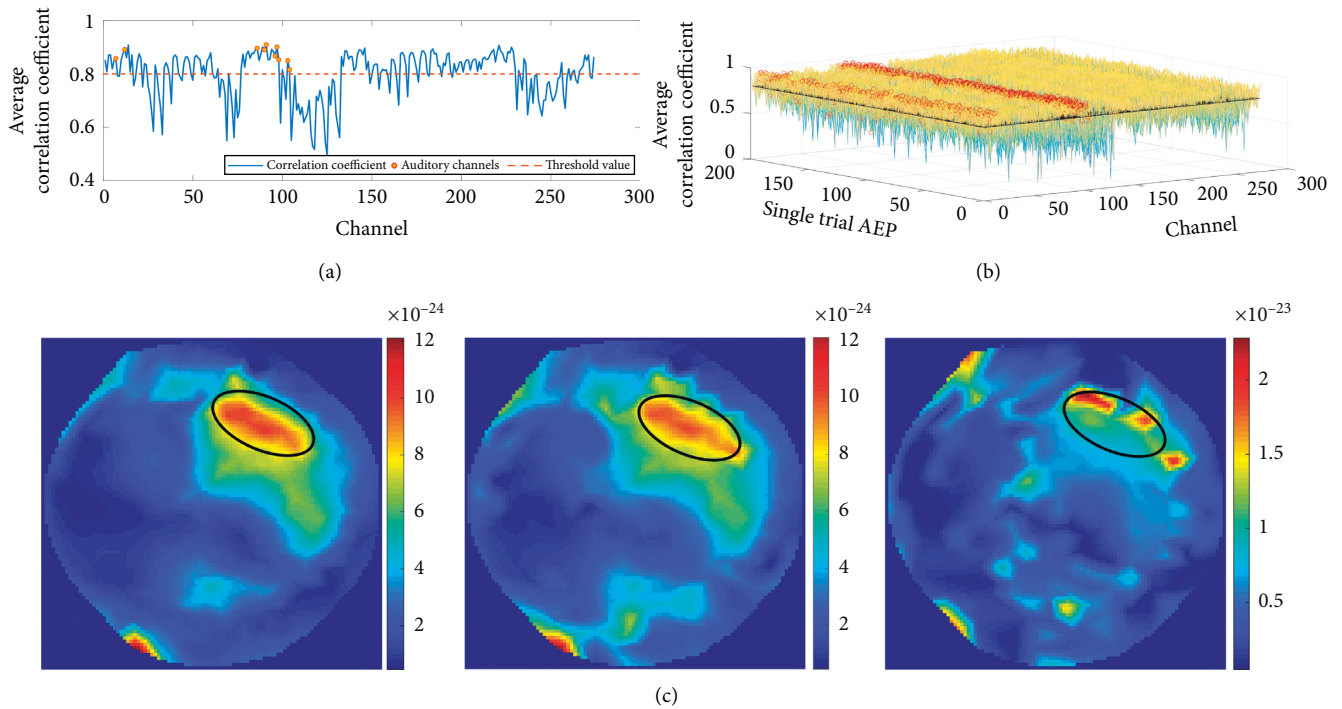 1
0.8
0.6
0.4
Average
correlation coefficient
0 50 100 150 200 250 300
Channel
Correlation coefficient Auditory channels Threshold value
(a)
1
0.5
0
Average
correlation coefficient
200 150 100 50 0
Single trial AEP
0 50 100 150 200 250 300
Channel
(b)
×10−24
12
10
8
6
4
2
×10−24
12
10
8
6
4
2
×10−23
2
1.5
1
0.5
(c)